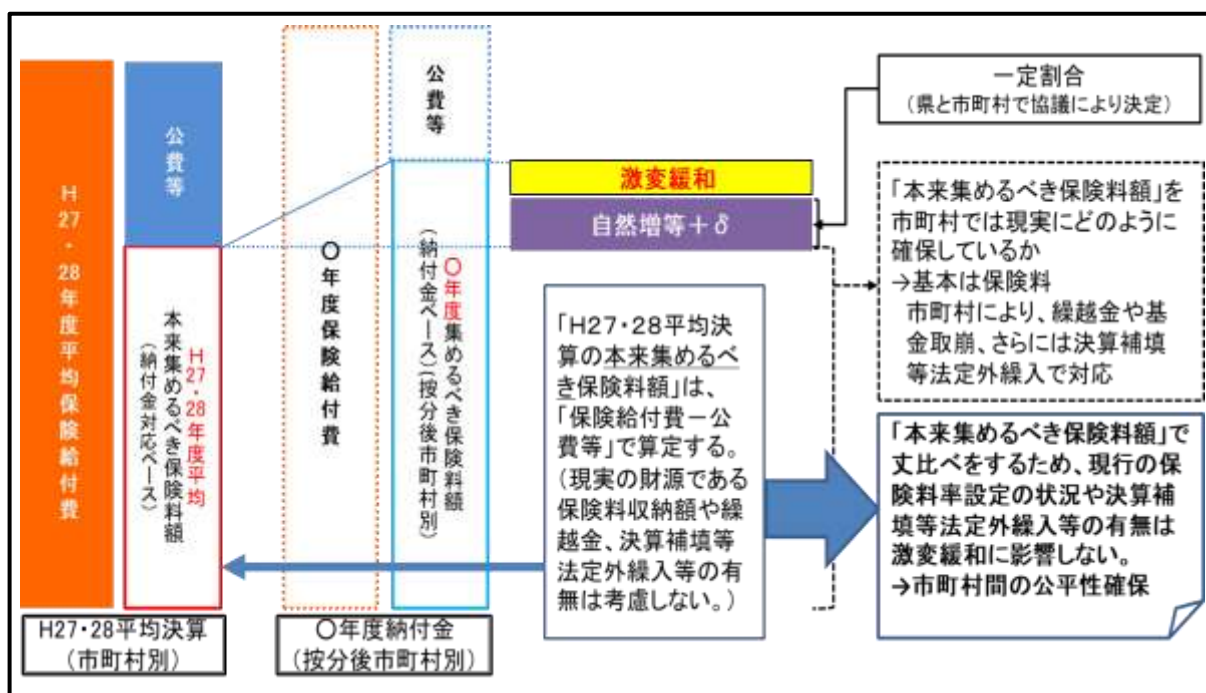 H27・28年度平均保険給付費
公費等
H27・28年度平均
本来集めるべき保険料額
(納付金対応ベース)
H27・28平均決算
(市町村別)
〇年度保険給付費
公費等
〇年度集めるべき保険料額
(納付金ベース)(按分後市町村別)
〇年度納付金
(按分後市町村別)
激変緩和
自然増等+δ
「H27・28平均決
算の本来集めるべ
き保険料額」は、
「保険給付費-公
費等」で算定する。
(現実の財源である
保険料収納額や繰
越金、決算補填等
法定外繰入等の有
無は考慮しない。)
一定割合
(県と市町村で協議により決定)
「本来集めるべき保険料額」を
市町村では現実にどのように
確保しているか
→基本は保険料
市町村により、繰越金や基
金取崩、さらには決算補填
等法定外繰入で対応
「本来集めるべき保険料額」で
丈比べをするため、現行の保
険料率設定の状況や決算補
填等法定外繰入等の有無は
激変緩和に影響しない。
→市町村間の公平性確保